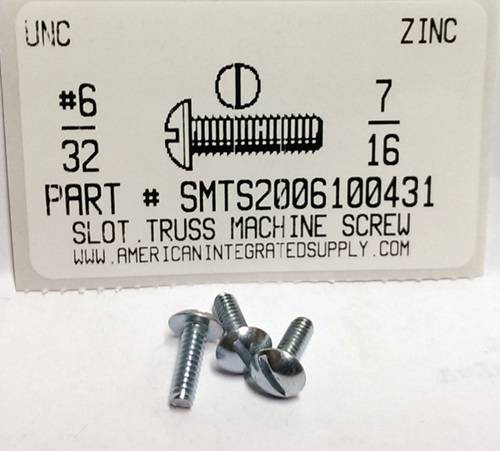 UNC ZINC
#6 7
32 16
PART # SMTS2006100431
SLOT.TRUSS MACHINE SCREW
WWW.AMERICANINTEGRATEDSUPPLY.COM